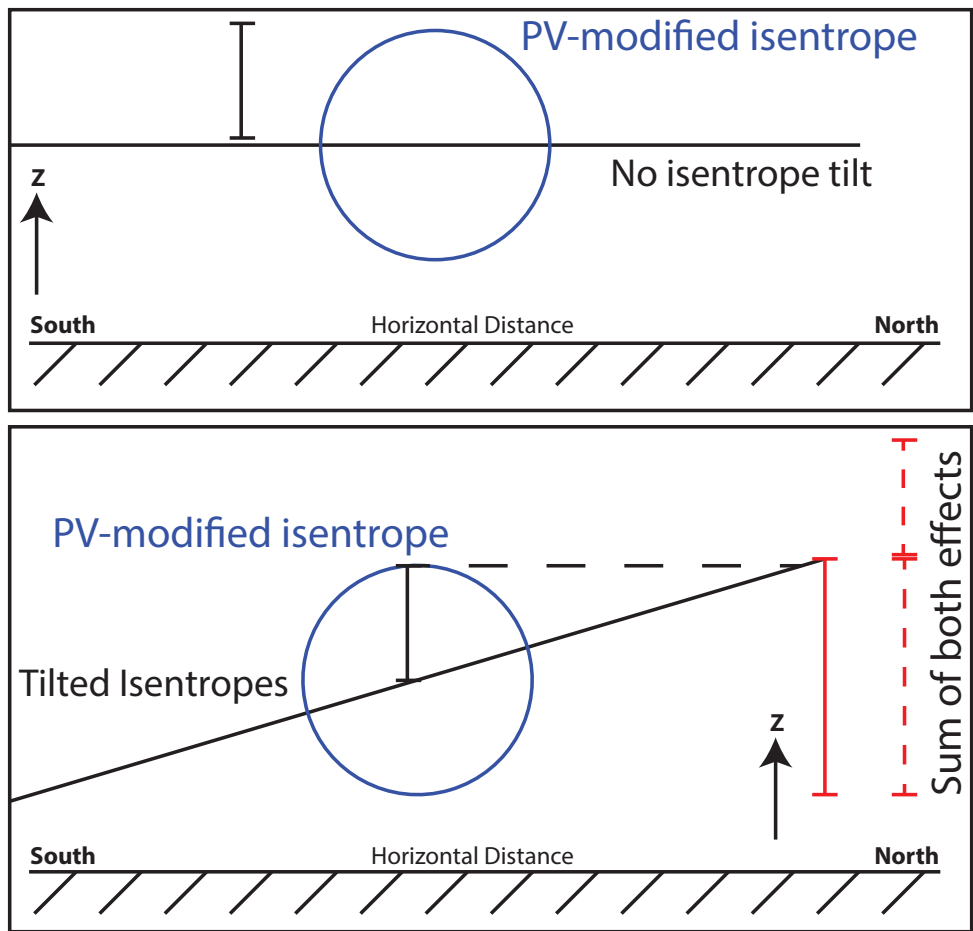 PV-modified isentrope
No isentrope tilt
z
South Horizontal Distance North
PV-modified isentrope
Tilted Isentropes
z
Sum of both effects
South Horizontal Distance North